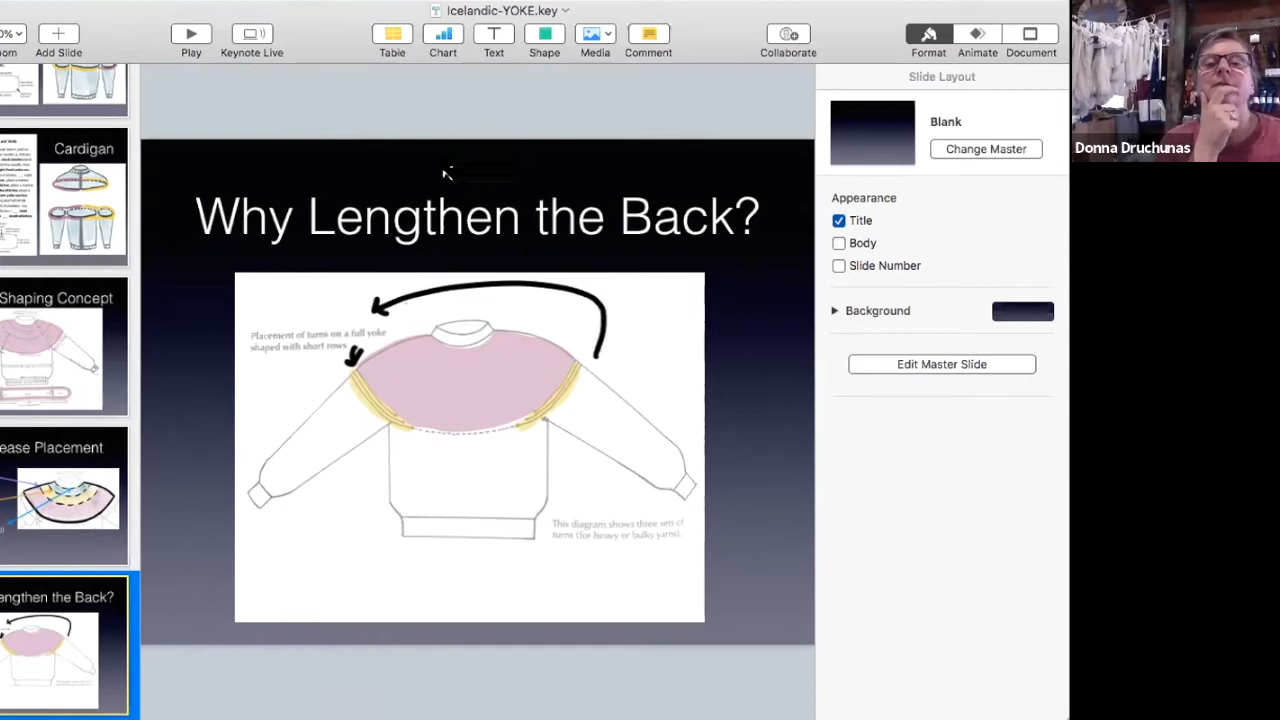 Icelandic-YOKE.key
Add Slide
Play
Keynote Live
Table
Chart
Text
Shape
Media
Comment
Collaborate
Format
Animate
Document
Cardigan
Shaping Concept
Placement
Lengthen the Back?
Why Lengthen the Back?
Placement of turns on a full yoke
shaped with short rows
This diagram shows three sets of
turns (for heavy or bulky yarns).
Slide Layout
Blank
Change Master
Appearance
Title
Body
Slide Number
Background
Edit Master Slide
Donna Druchunas